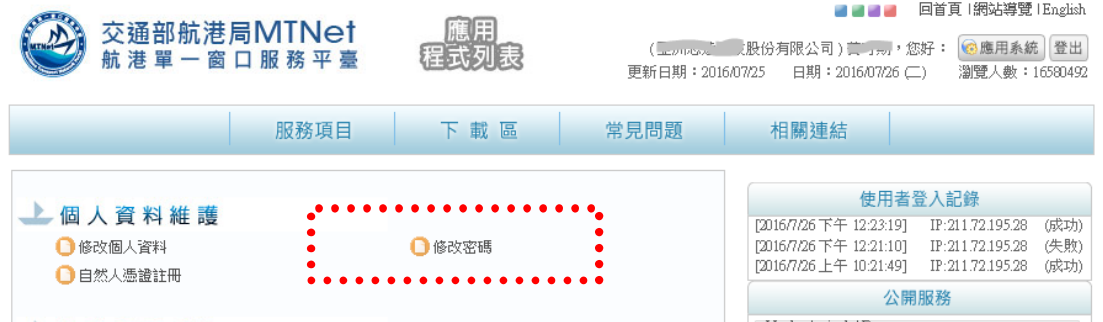 回首頁 | 網站導覽 | English
MTNet
交通部航港局MTNet
航港單一窗口服務平臺
應用
程式列表
股份有限公司)
,您好:
應用系統
登出
更新日期:2016/07/25 日期:2016/07/26 (二) 瀏覽人數:16580492
服務項目 下載區 常見問題 相關連結
個人資料維護
修改個人資料 修改密碼
自然人憑證註冊
使用者登入記錄
[2016/7/26 下午 12:23:19] IP:211.72.195.28 (成功)
[2016/7/26 下午 12:21:10] IP:211.72.195.28 (失敗)
[2016/7/26 上午 10:21:49] IP:211.72.195.28 (成功)
公開服務